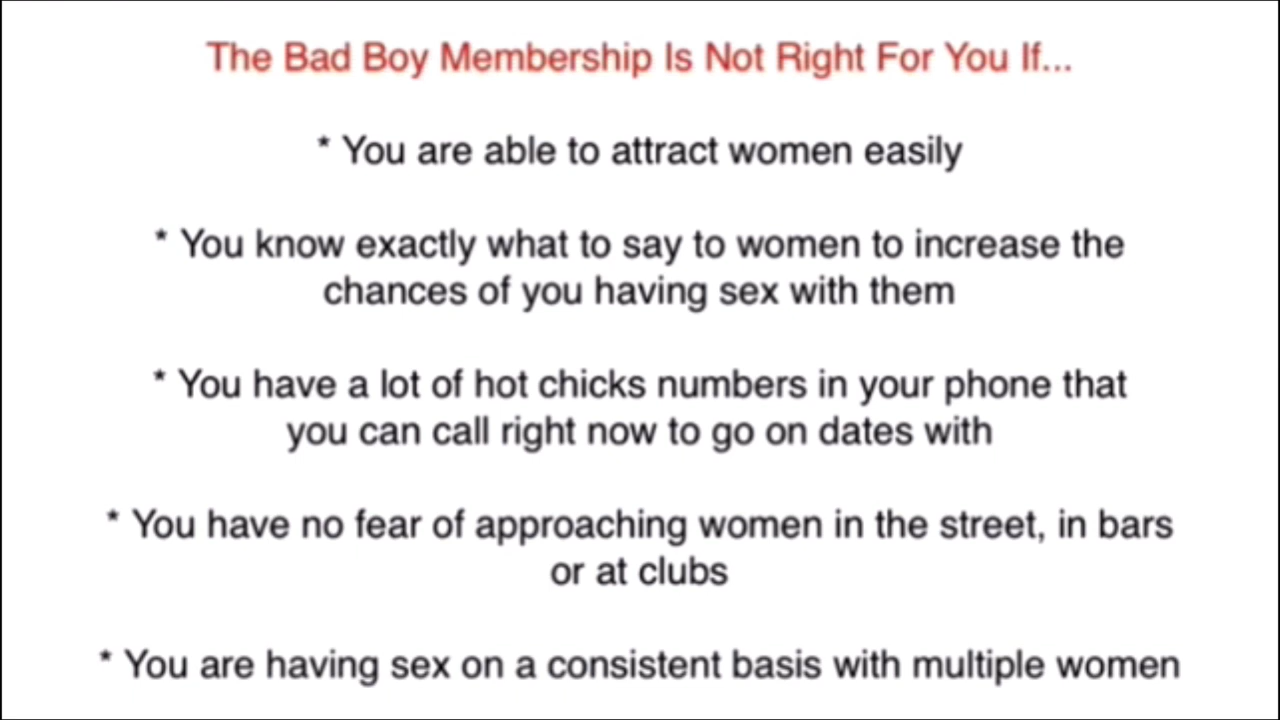 The Bad Boy Membership Is Not Right For You If...
* You are able to attract women easily
* You know exactly what to say to women to increase the
chances of you having sex with them
* You have a lot of hot chicks numbers in your phone that
you can call right now to go on dates with
* You have no fear of approaching women in the street, in bars
or at clubs
* You are having sex on a consistent basis with multiple women